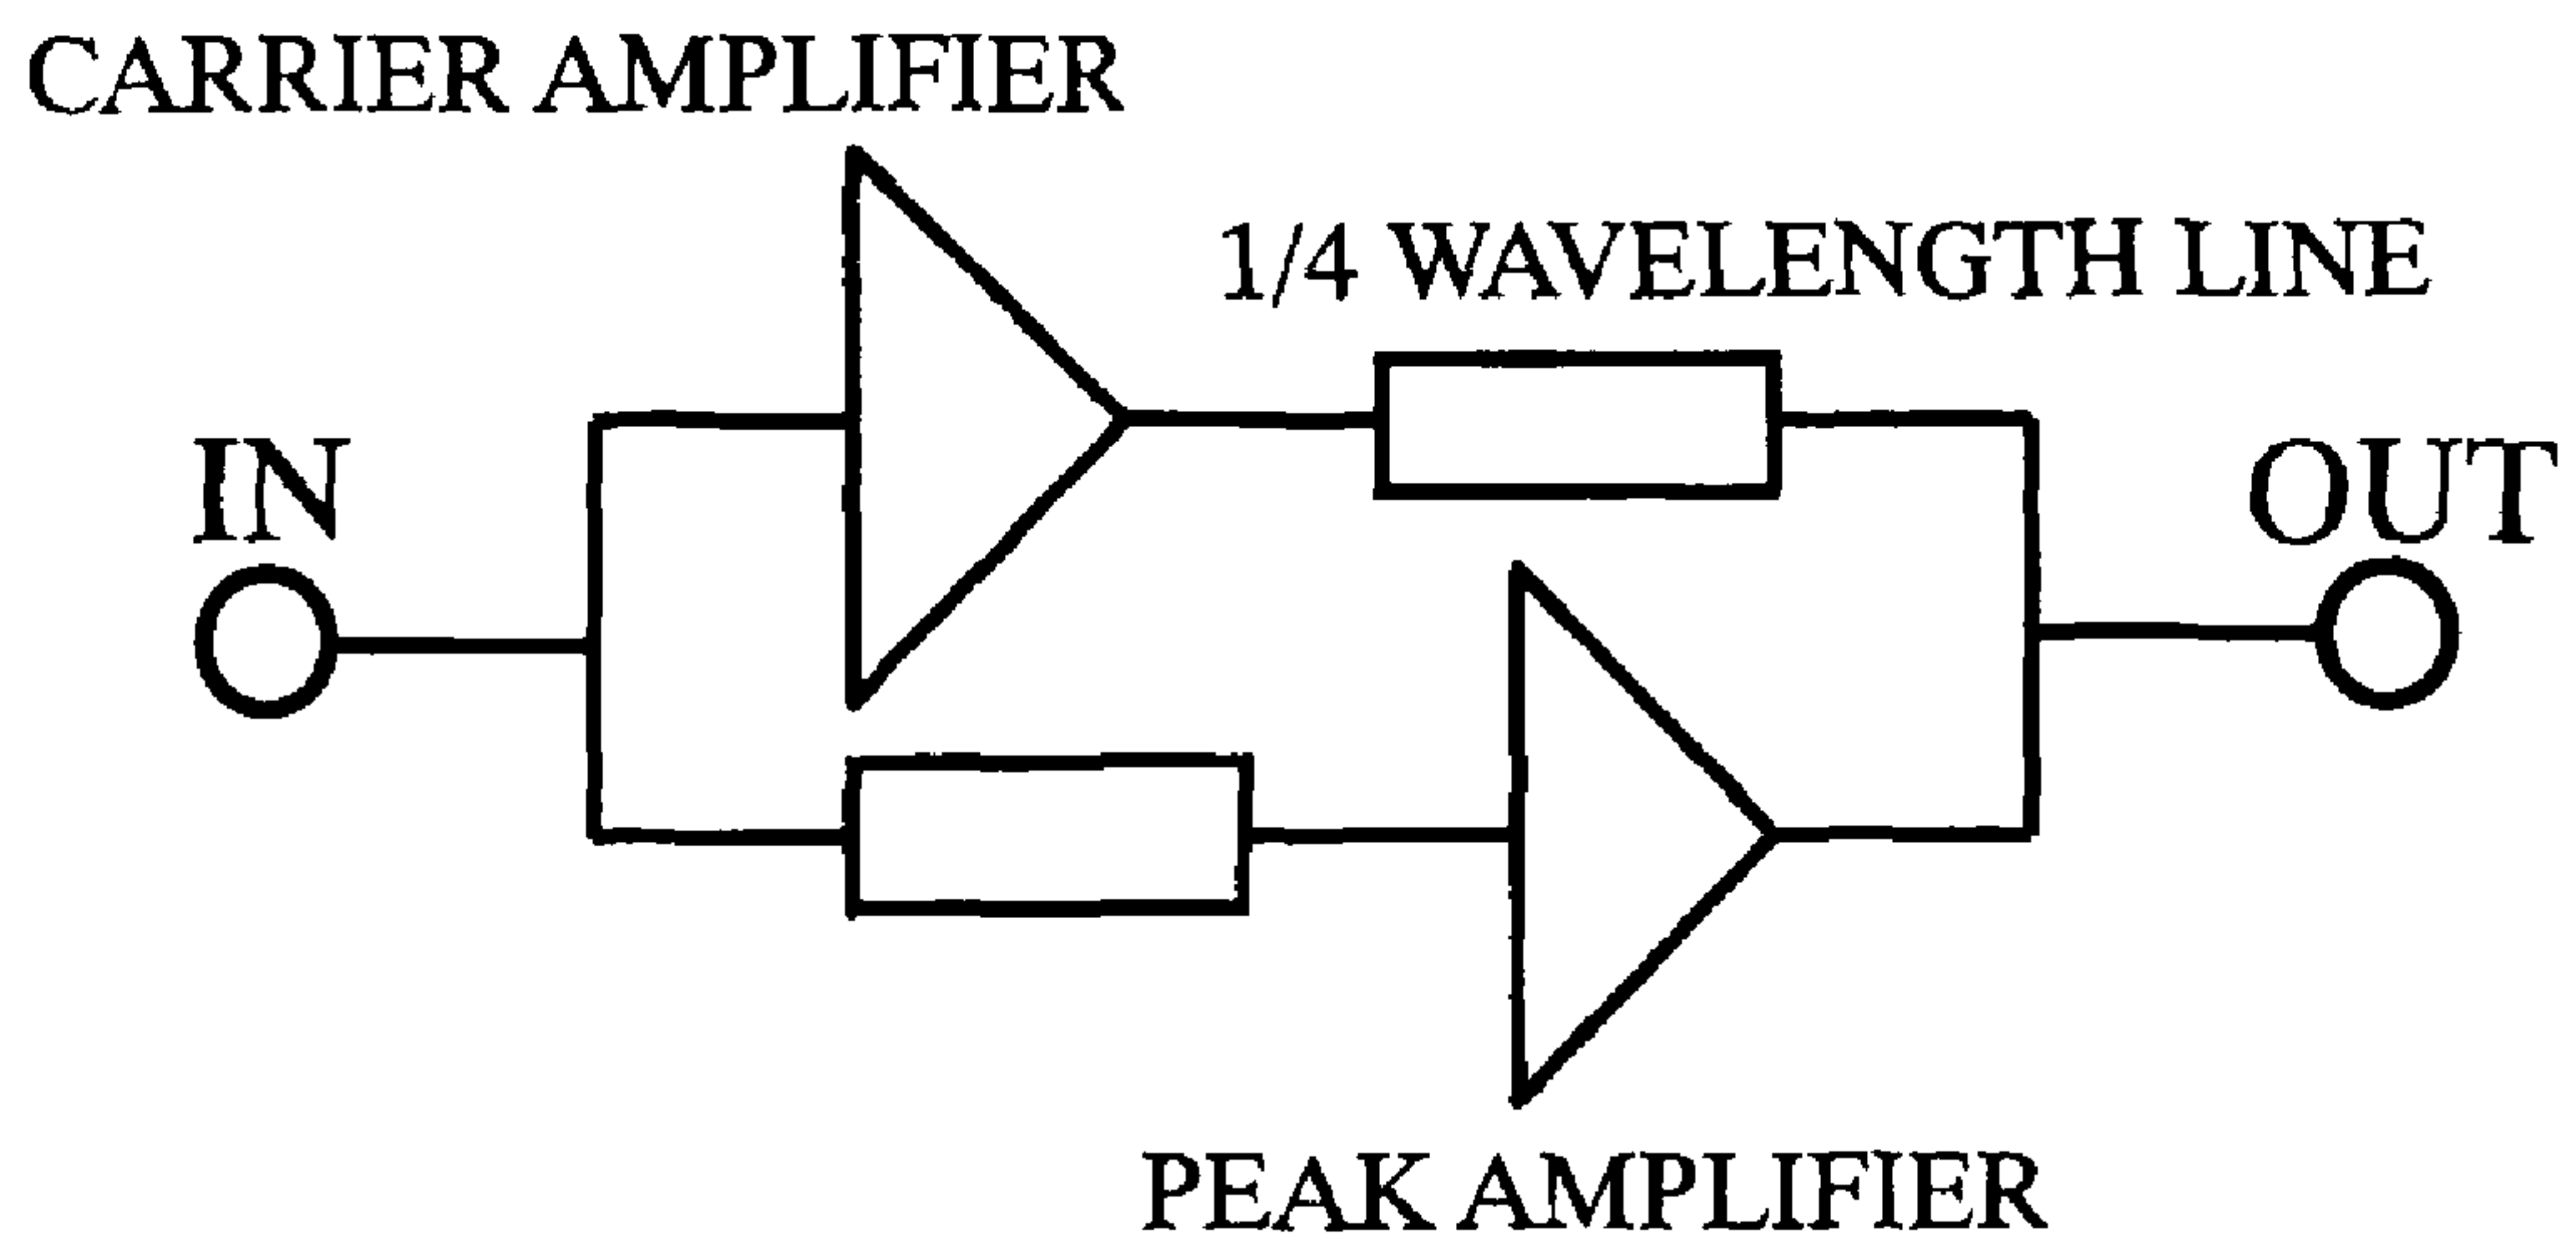 CARRIER AMPLIFIER
1/4 WAVELENGTH LINE
IN
OUT
PEAK AMPLIFIER